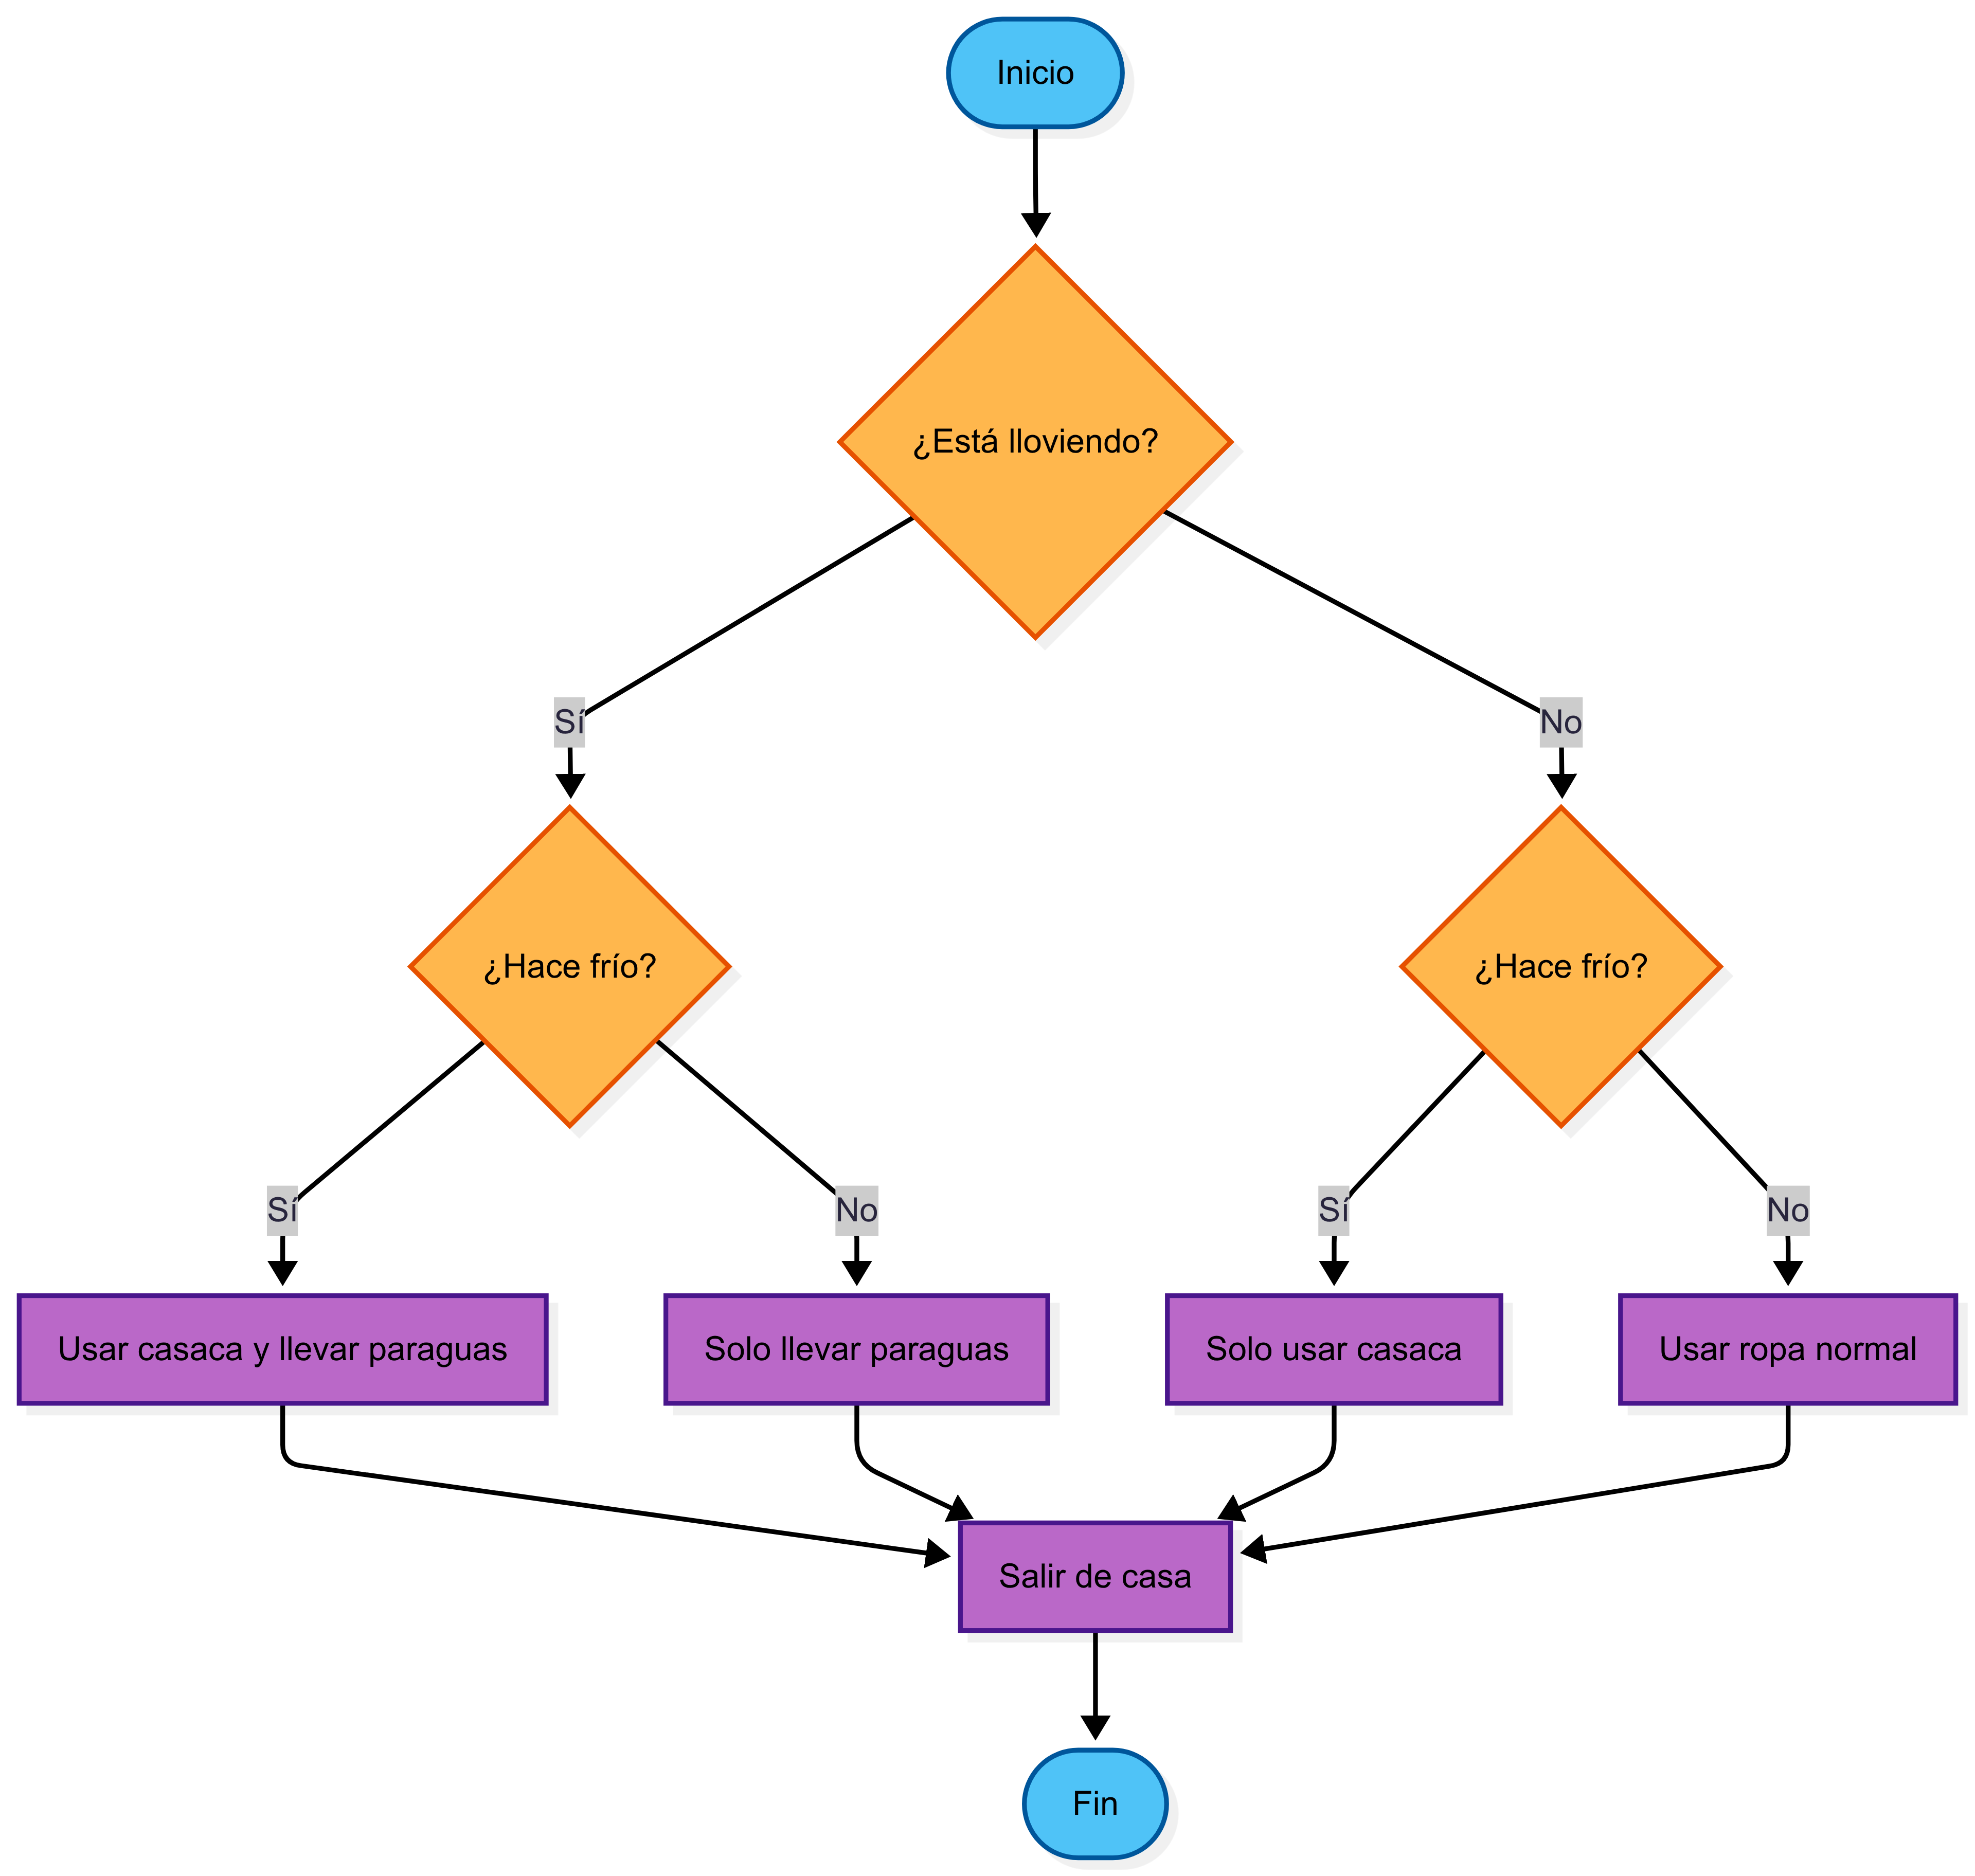 Inicio
¿Está lloviendo?
Sí
No
¿Hace frío?
¿Hace frío?
Sí
No
Sí
No
Usar casaca y llevar paraguas
Solo llevar paraguas
Solo usar casaca
Usar ropa normal
Salir de casa
Fin